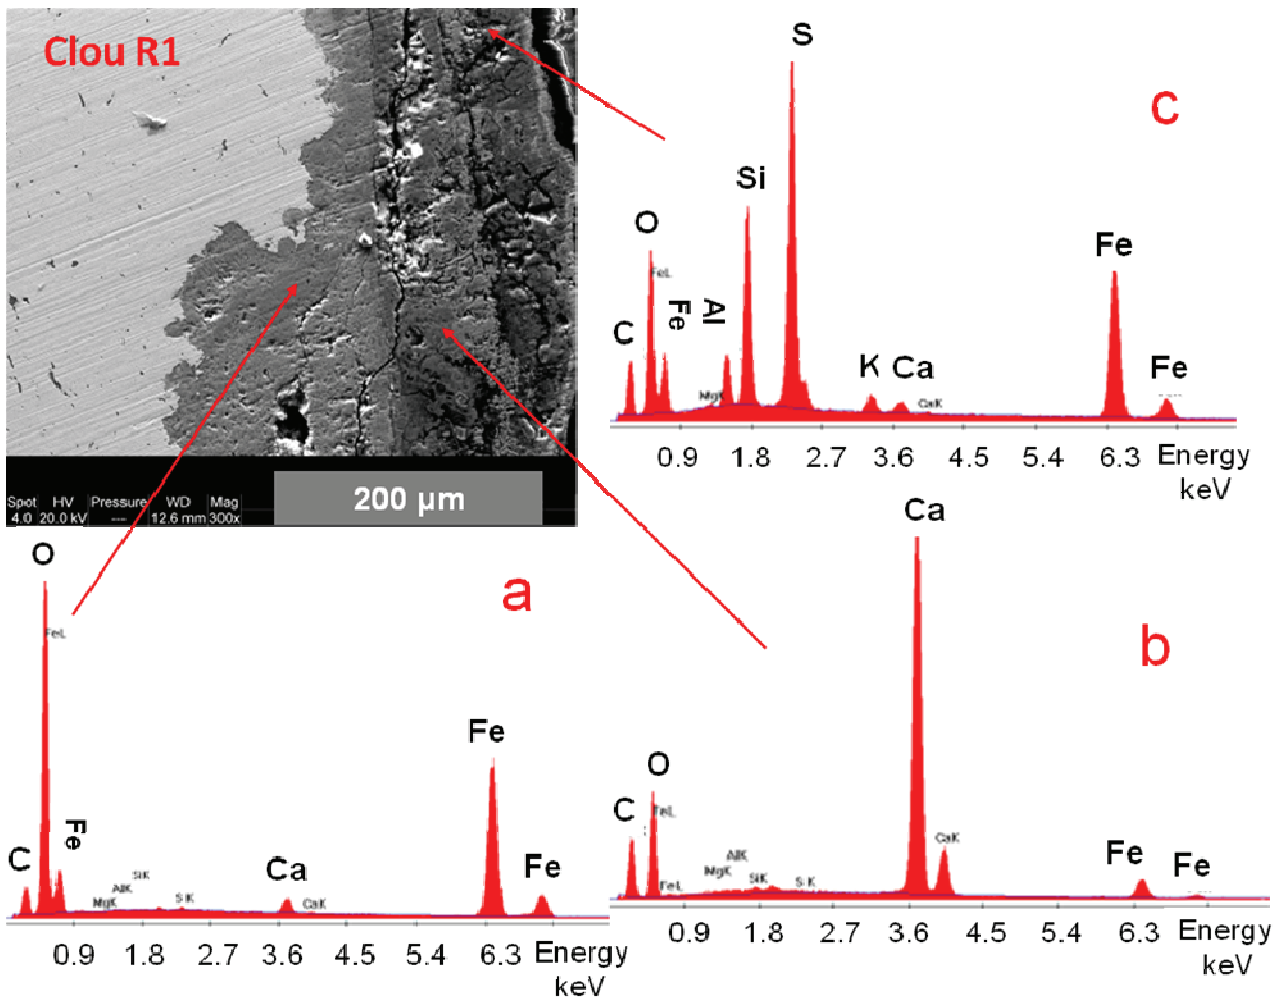 Clou R1
Spot HV Pressure WD Mag
4.0 20.0 kV --- 12.6 mm 300x
200 µm
c
S
Si
O
FeL
Fe
Al
C
MgK
K
Ca
CaK
Fe
Fe
0.9 1.8 2.7 3.6 4.5 5.4 6.3 Energy
keV
a
O
FeL
Fe
C
MgK
AlK
SiK
S K
Ca
CaK
Fe
Fe
0.9 1.8 2.7 3.6 4.5 5.4 6.3 Energy
keV
b
Ca
O
C
FeL
FeL
MgK
AlK
SiK
S K
CaK
Fe
Fe
0.9 1.8 2.7 3.6 4.5 5.4 6.3 Energy
keV